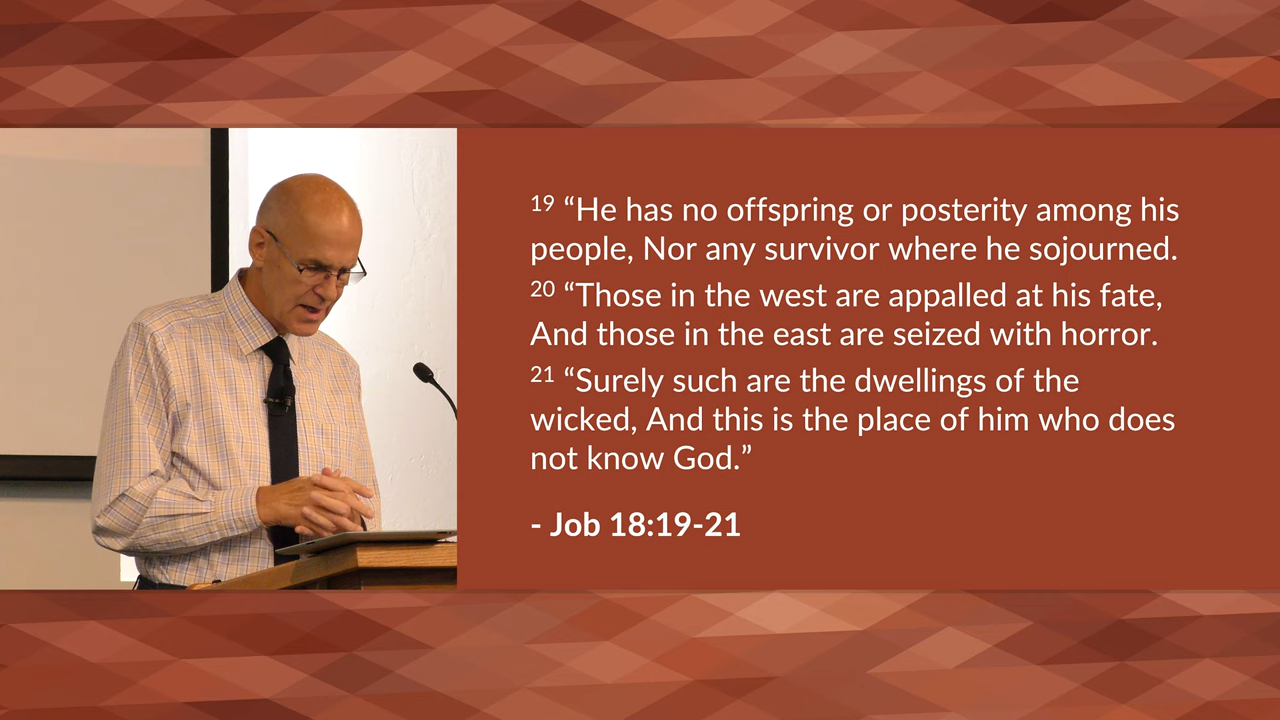 19 “He has no offspring or posterity among his
people, Nor any survivor where he sojourned.
20 “Those in the west are appalled at his fate,
And those in the east are seized with horror.
21 “Surely such are the dwellings of the
wicked, And this is the place of him who does
not know God.”
- Job 18:19-21